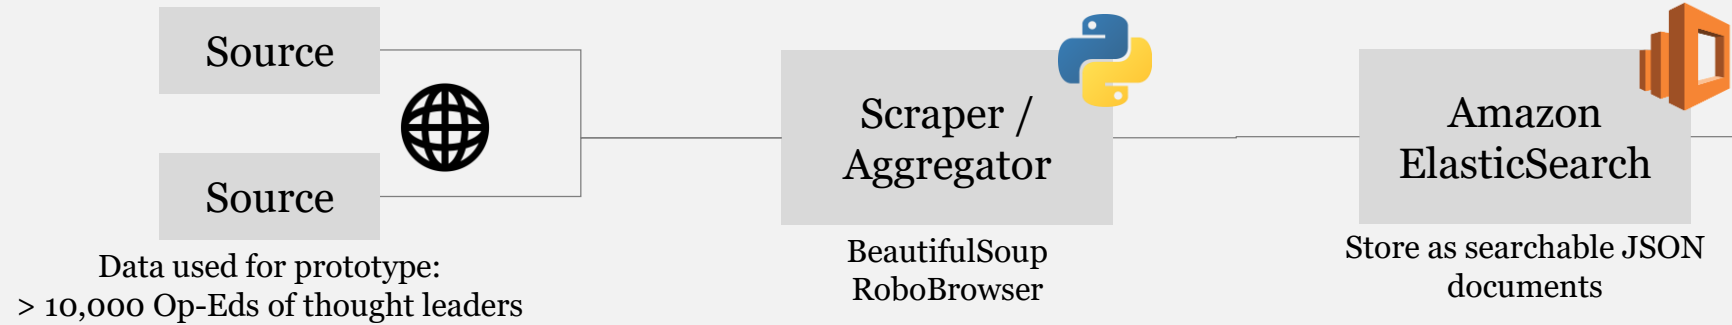 Source
Source
Data used for prototype:
> 10,000 Op-Eds of thought leaders
Scraper /
Aggregator
BeautifulSoup
RoboBrowser
Amazon
ElasticSearch
Store as searchable JSON
documents